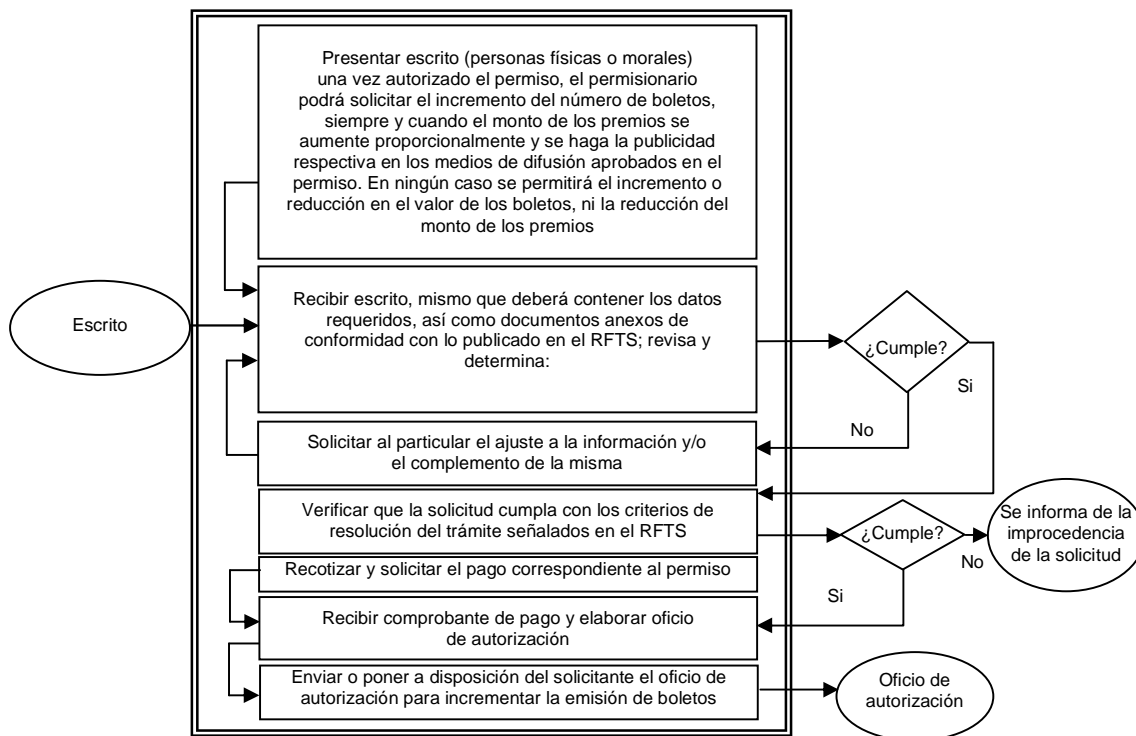 Presentar escrito (personas físicas o morales)
una vez autorizado el permiso, el permisionario
podrá solicitar el incremento del número de boletos,
siempre y cuando el monto de los premios se
aumente proporcionalmente y se haga la publicidad
respectiva en los medios de difusión aprobados en el
permiso. En ningún caso se permitirá el incremento o
reducción en el valor de los boletos, ni la reducción del
monto de los premios
Escrito
Recibir escrito, mismo que deberá contener los datos
requeridos, así como documentos anexos de
conformidad con lo publicado en el RFTS; revisa y
determina:
¿Cumple?
Si
No
Solicitar al particular el ajuste a la información y/o
el complemento de la misma
Verificar que la solicitud cumpla con los criterios de
resolución del trámite señalados en el RFTS
¿Cumple?
No
Se informa de la
improcedencia
de la solicitud
Si
Recotizar y solicitar el pago correspondiente al permiso
Recibir comprobante de pago y elaborar oficio
de autorización
Enviar o poner a disposición del solicitante el oficio de
autorización para incrementar la emisión de boletos
Oficio de
autorización